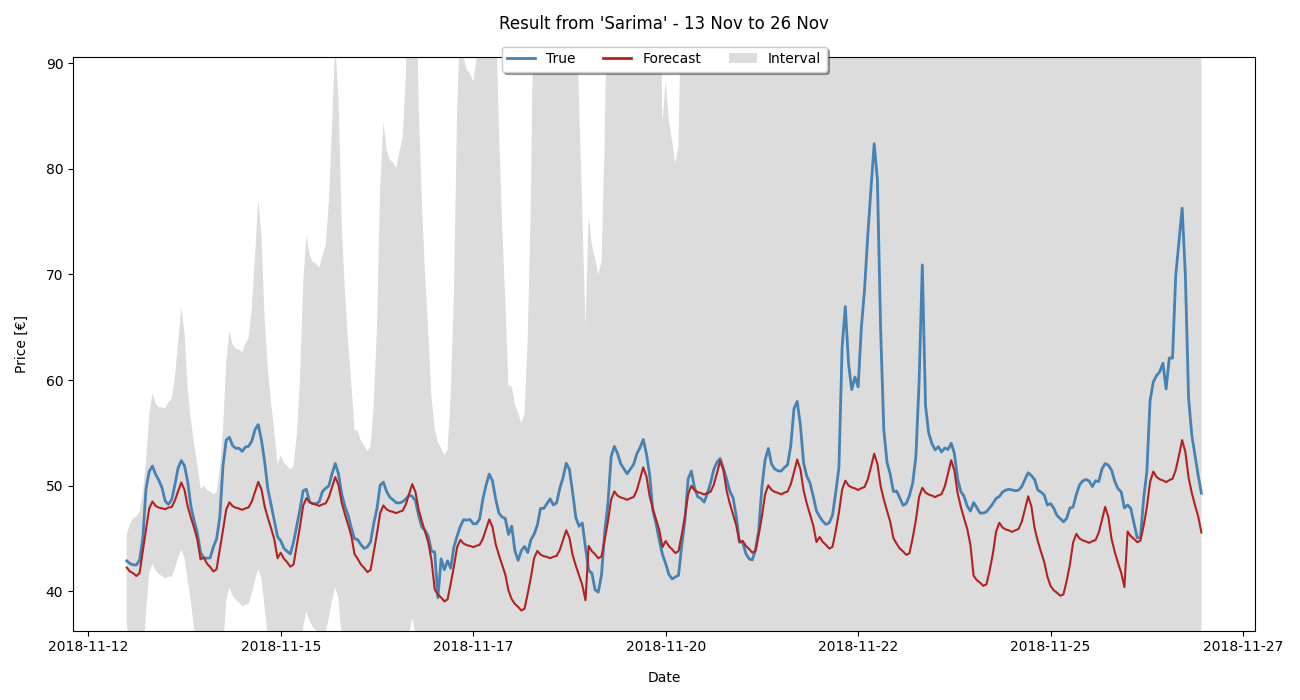 Result from 'Sarima' - 13 Nov to 26 Nov
True Forecast Interval
90
80
70
60
50
40
Price [€]
2018-11-12 2018-11-15 2018-11-17 2018-11-20 2018-11-22 2018-11-25 2018-11-27
Date